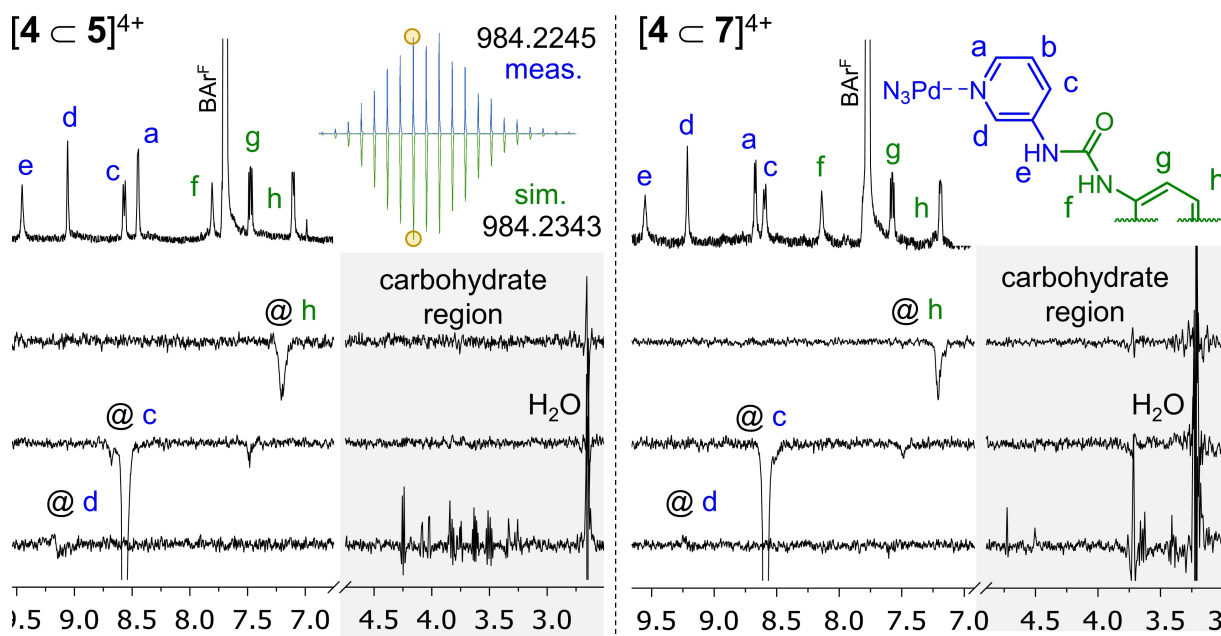 [4 ⊂ 5]4+
e
d
c
a
f
BArF
g
h
984.2245
meas.
sim.
984.2343
carbohydrate
region
@ h
@ c
H2O
@ d
9.5 9.0 8.5 8.0 7.5 7.0 4.5 4.0 3.5 3.0
[4 ⊂ 7]4+
e
d
a
c
f
BArF
g
h
a
b
c
N3Pd--N
d
O
HN
e
HN
f
g
h
carbohydrate
region
@ h
@ c
H2O
@ d
9.5 9.0 8.5 8.0 7.5 7.0 4.5 4.0 3.5